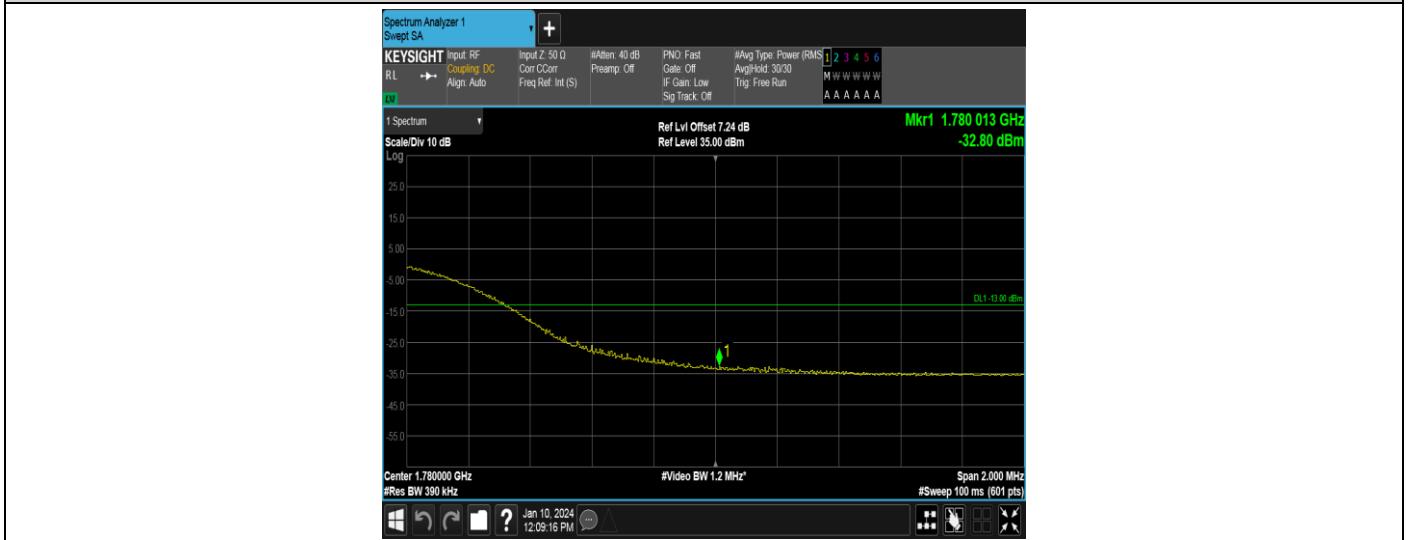 Spectrum Analyzer 1
Swept SA
+
KEYSIGHT
RL
Input: RF
Coupling: DC
Align: Auto
Input Z: 50 Ω
Corr CCorr
Freq Ref: Int (S)
#Atten: 40 dB
Preamp: Off
PNO: Fast
Gate: Off
IF Gain: Low
Sig Track: Off
#Avg Type: Power (RMS
Avg|Hold: 30/30
Trig: Free Run
1 2 3 4 5 6
M W W W W W
A A A A A A
1 Spectrum
Scale/Div 10 dB
Log
Ref Lvl Offset 7.24 dB
Ref Level 35.00 dBm
Mkr1 1.780 013 GHz
-32.80 dBm
25.0
15.0
5.00
-5.00
DL1 -13.00 dBm
-15.0
-25.0
1
-35.0
-45.0
-55.0
Center 1.780000 GHz
#Video BW 1.2 MHz*
Span 2.000 MHz
#Res BW 390 kHz
#Sweep 100 ms (601 pts)
?
Jan 10, 2024
12:09:16 PM